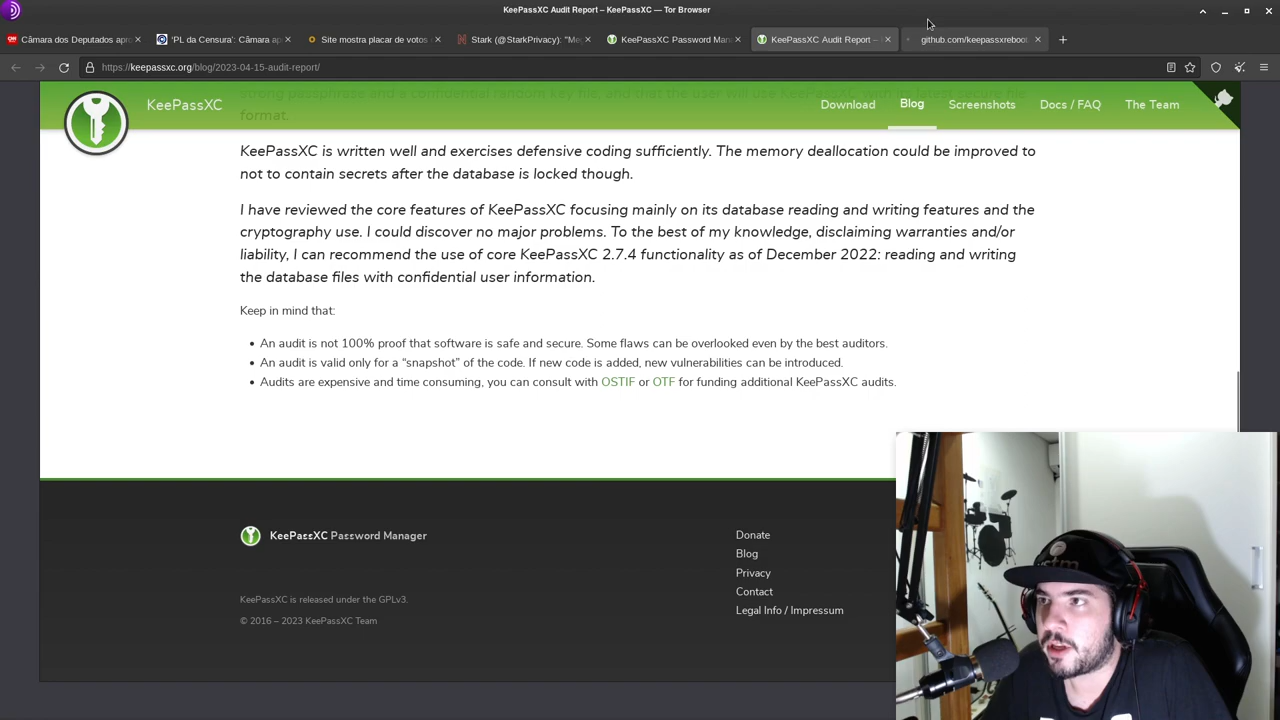 KeePassXC Audit Report – KeePassXC — Tor Browser
Câmara dos Deputados apro
'PL da Censura': Câmara ap
Site mostra placar de votos
Stark (@StarkPrivacy): "Me
KeePassXC Password Man
KeePassXC Audit Report –
github.com/keepassxreboot
https://keepassxc.org/blog/2023-04-15-audit-report/
KeePassXC
Download
Blog
Screenshots
Docs / FAQ
The Team
strong passphrase and a confidential random key file, and that the user will use KeePassXC with its latest secure file
format.
KeePassXC is written well and exercises defensive coding sufficiently. The memory deallocation could be improved to
not to contain secrets after the database is locked though.
I have reviewed the core features of KeePassXC focusing mainly on its database reading and writing features and the
cryptography use. I could discover no major problems. To the best of my knowledge, disclaiming warranties and/or
liability, I can recommend the use of core KeePassXC 2.7.4 functionality as of December 2022: reading and writing
the database files with confidential user information.
Keep in mind that:
• An audit is not 100% proof that software is safe and secure. Some flaws can be overlooked even by the best auditors.
• An audit is valid only for a “snapshot” of the code. If new code is added, new vulnerabilities can be introduced.
• Audits are expensive and time consuming, you can consult with OSTIF or OTF for funding additional KeePassXC audits.
KeePassXC Password Manager
KeePassXC is released under the GPLv3.
© 2016 – 2023 KeePassXC Team
Donate
Blog
Privacy
Contact
Legal Info / Impressum